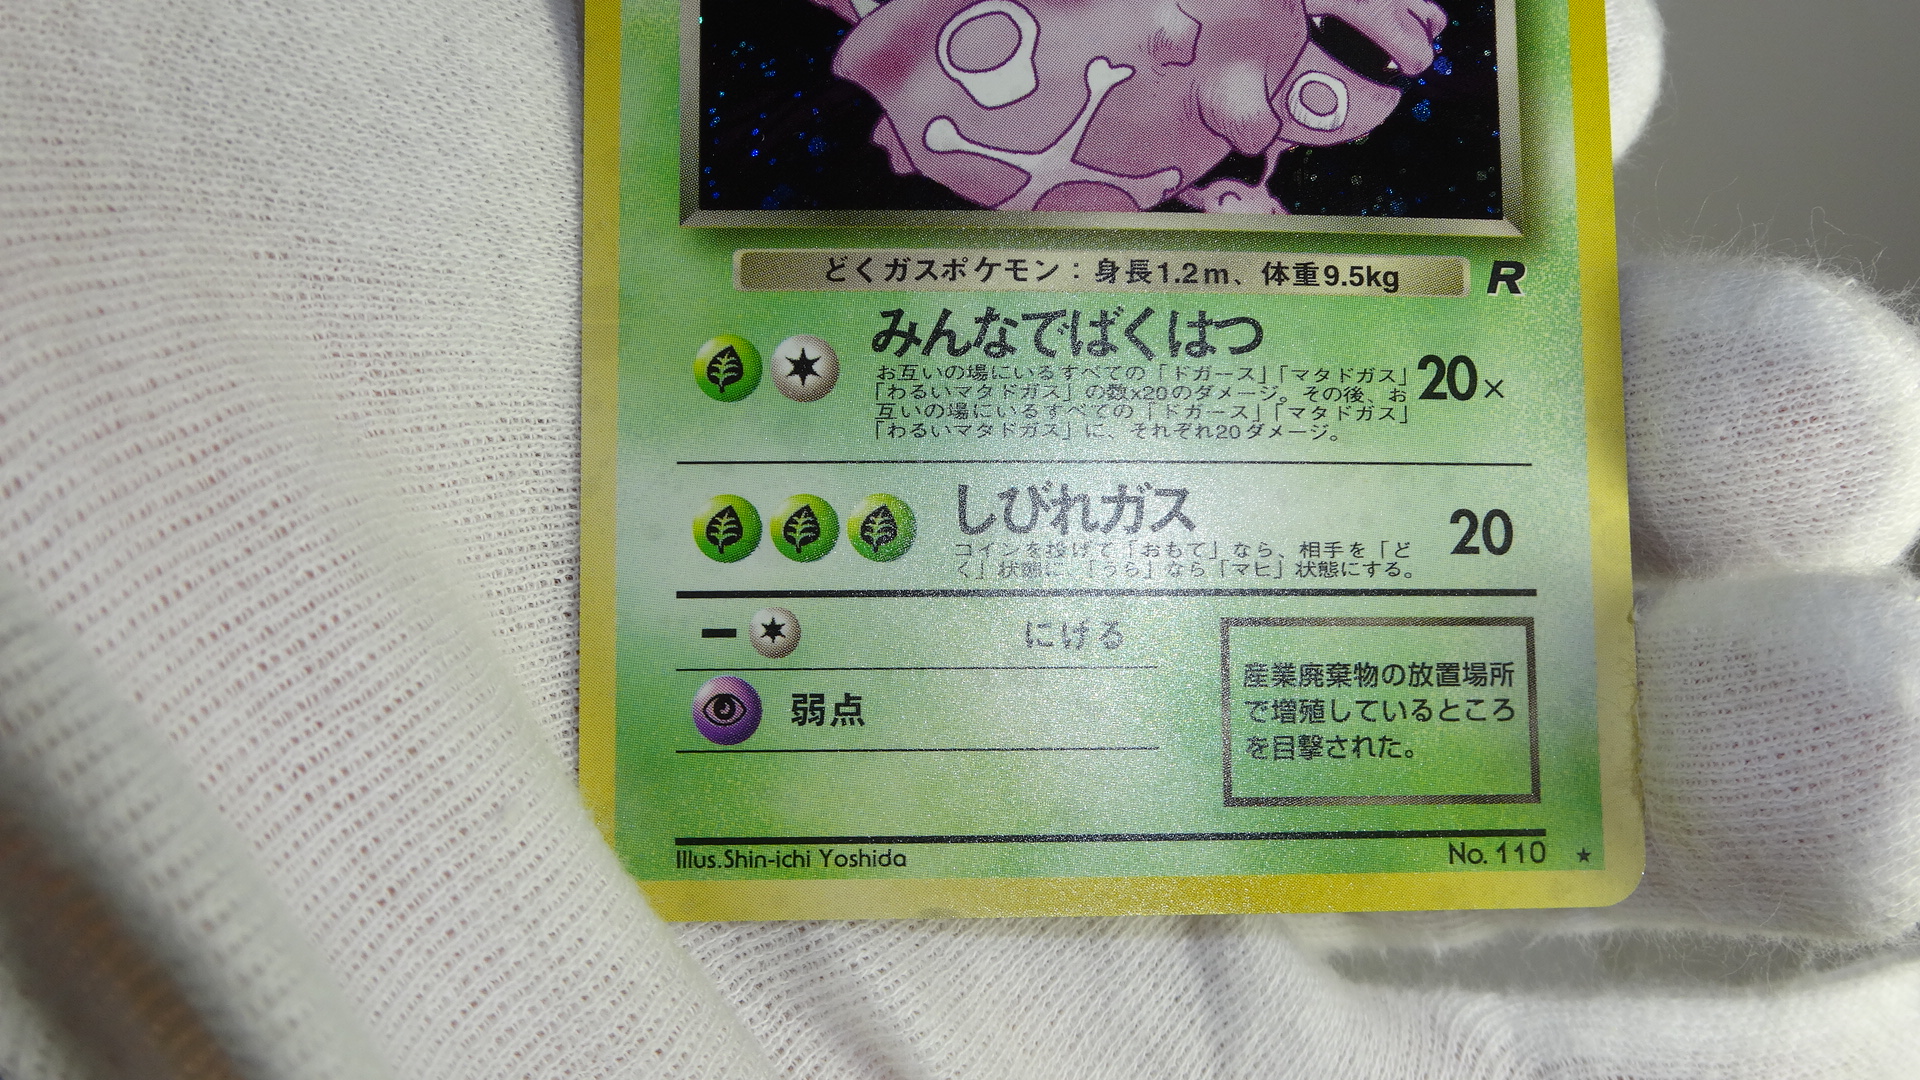 どくガスポケモン：身長1.2m、体重9.5kg R
みんなでばくはつ
お互いの場にいるすべての「ドガース」「マタドガス」
「わるいマタドガス」の数x20のダメージ。その後、お
互いの場にいるすべての「ドガース」「マタドガス」
「わるいマタドガス」に、それぞれ20ダメージ。
20×
しびれガス
コインを投げて「おもて」なら、相手を「ど
く」状態に、「うら」なら「マヒ」状態にする。
20
にげる
弱点
産業廃棄物の放置場所
で増殖しているところ
を目撃された。
Illus.Shin-ichi Yoshida
No. 110 ★